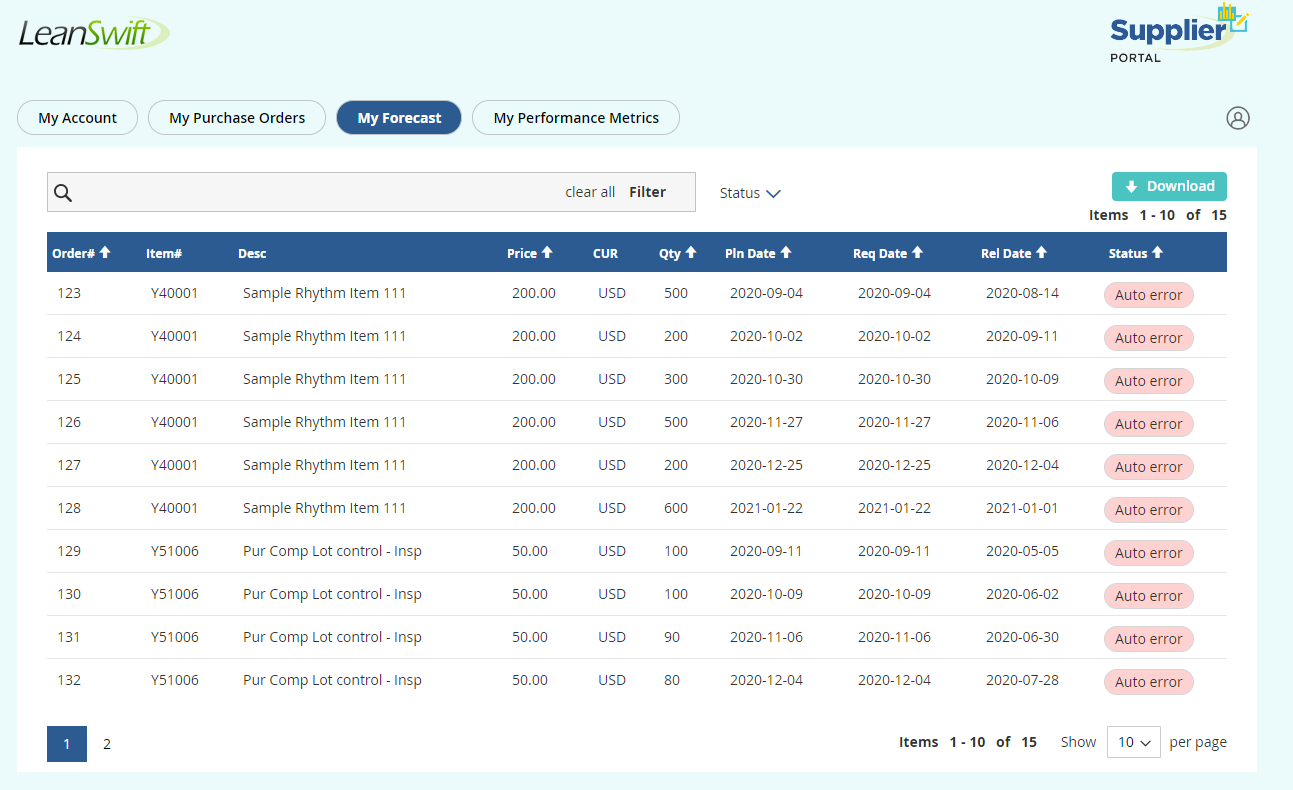 LeanSwift
Supplier
PORTAL
My Account My Purchase Orders My Forecast My Performance Metrics
clear all Filter Status Download
Items 1 - 10 of 15
Order# Item# Desc Price CUR Qty Pln Date Req Date Rel Date Status
123 Y40001 Sample Rhythm Item 111 200.00 USD 500 2020-09-04 2020-09-04 2020-08-14 Auto error
124 Y40001 Sample Rhythm Item 111 200.00 USD 200 2020-10-02 2020-10-02 2020-09-11 Auto error
125 Y40001 Sample Rhythm Item 111 200.00 USD 300 2020-10-30 2020-10-30 2020-10-09 Auto error
126 Y40001 Sample Rhythm Item 111 200.00 USD 500 2020-11-27 2020-11-27 2020-11-06 Auto error
127 Y40001 Sample Rhythm Item 111 200.00 USD 200 2020-12-25 2020-12-25 2020-12-04 Auto error
128 Y40001 Sample Rhythm Item 111 200.00 USD 600 2021-01-22 2021-01-22 2021-01-01 Auto error
129 Y51006 Pur Comp Lot control - Insp 50.00 USD 100 2020-09-11 2020-09-11 2020-05-05 Auto error
130 Y51006 Pur Comp Lot control - Insp 50.00 USD 100 2020-10-09 2020-10-09 2020-06-02 Auto error
131 Y51006 Pur Comp Lot control - Insp 50.00 USD 90 2020-11-06 2020-11-06 2020-06-30 Auto error
132 Y51006 Pur Comp Lot control - Insp 50.00 USD 80 2020-12-04 2020-12-04 2020-07-28 Auto error
1 2 Items 1 - 10 of 15 Show 10 per page